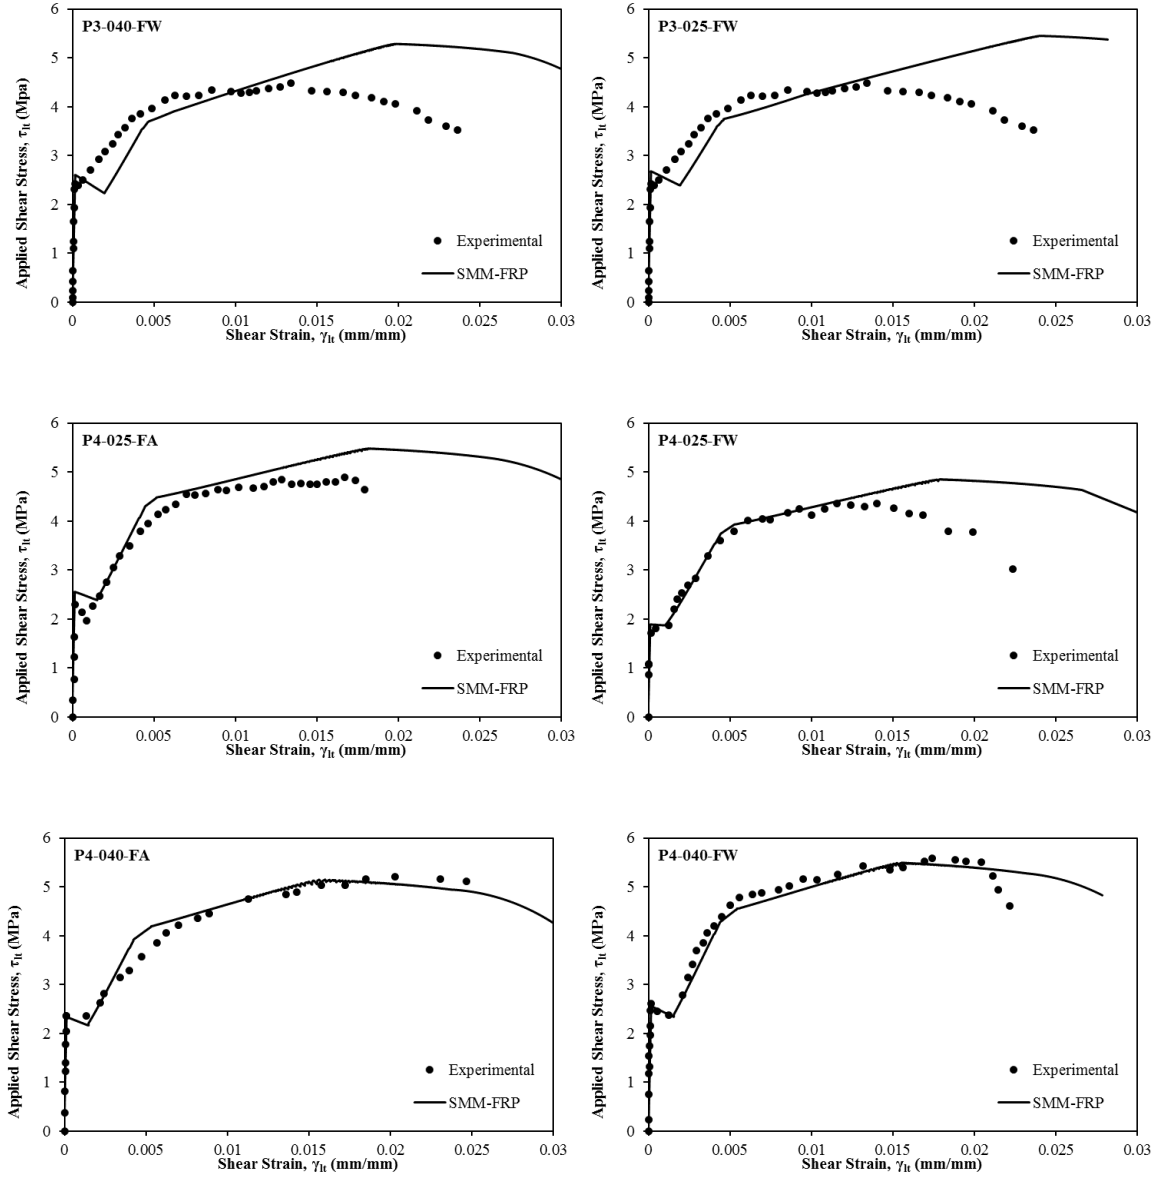 P3-040-FW
Applied Shear Stress, τlt (Mpa)
6
5
4
3
2
1
0
Experimental
SMM-FRP
0 0.005 0.01 0.015 0.02 0.025 0.03
Shear Strain, γlt (mm/mm)
P3-025-FW
Applied Shear Stress, τlt (MPa)
6
5
4
3
2
1
0
Experimental
SMM-FRP
0 0.005 0.01 0.015 0.02 0.025 0.03
Shear Strain, γlt (mm/mm)
P4-025-FA
Applied Shear Stress, τlt (MPa)
6
5
4
3
2
1
0
Experimental
SMM-FRP
0 0.005 0.01 0.015 0.02 0.025 0.03
Shear Strain, γlt (mm/mm)
P4-025-FW
Applied Shear Stress, τlt (MPa)
6
5
4
3
2
1
0
Experimental
SMM-FRP
0 0.005 0.01 0.015 0.02 0.025 0.03
Shear Strain, γlt (mm/mm)
P4-040-FA
Applied Shear Stress, τlt (MPa)
6
5
4
3
2
1
0
Experimental
SMM-FRP
0 0.005 0.01 0.015 0.02 0.025 0.03
Shear Strain, γlt (mm/mm)
P4-040-FW
Applied Shear Stress, τlt (MPa)
6
5
4
3
2
1
0
Experimental
SMM-FRP
0 0.005 0.01 0.015 0.02 0.025 0.03
Shear Strain, γlt (mm/mm)